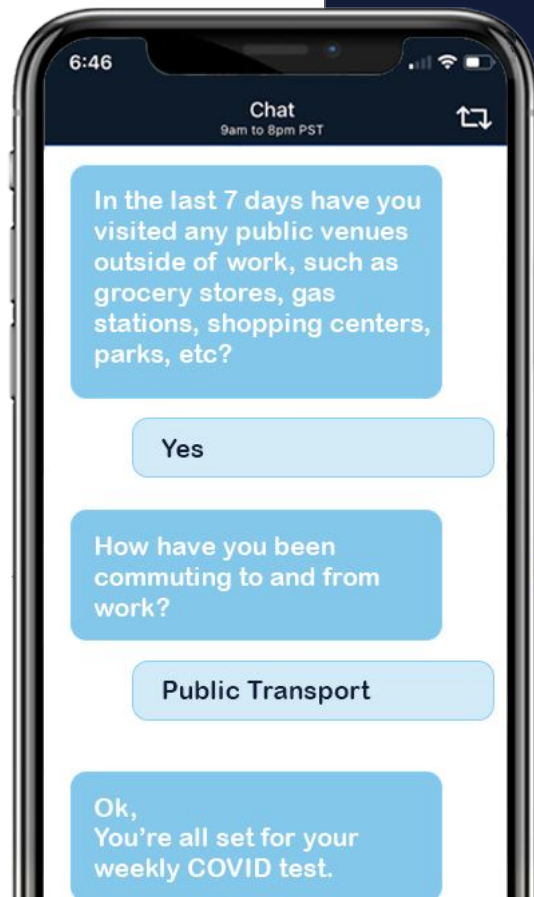 6:46
Chat
9am to 8pm PST
In the last 7 days have you
visited any public venues
outside of work, such as
grocery stores, gas
stations, shopping centers,
parks, etc?
Yes
How have you been
commuting to and from
work?
Public Transport
Ok,
You're all set for your
weekly COVID test.